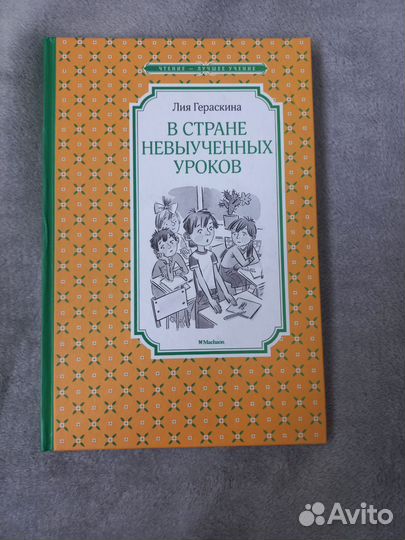 ЧТЕНИЕ – ЛУЧШЕЕ УЧЕНИЕ
Лия Гераскина
В СТРАНЕ
НЕВЫУЧЕННЫХ
УРОКОВ
Machaon
Avito